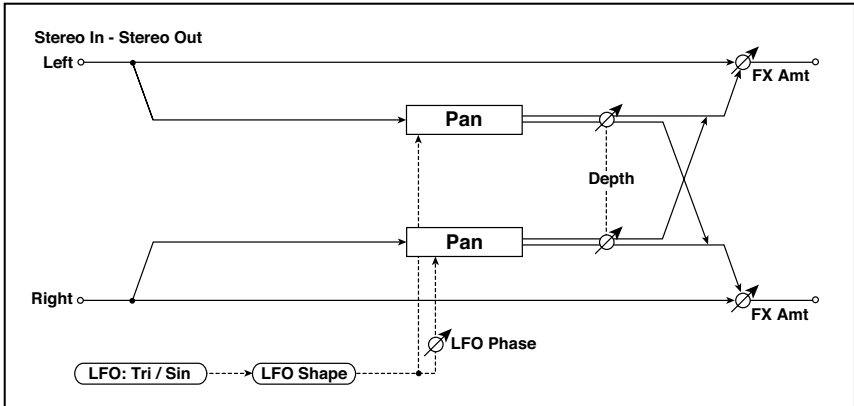 Stereo In - Stereo Out
Left
FX Amt
Pan
Depth
Pan
Right
FX Amt
LFO Phase
LFO: Tri / Sin
LFO Shape